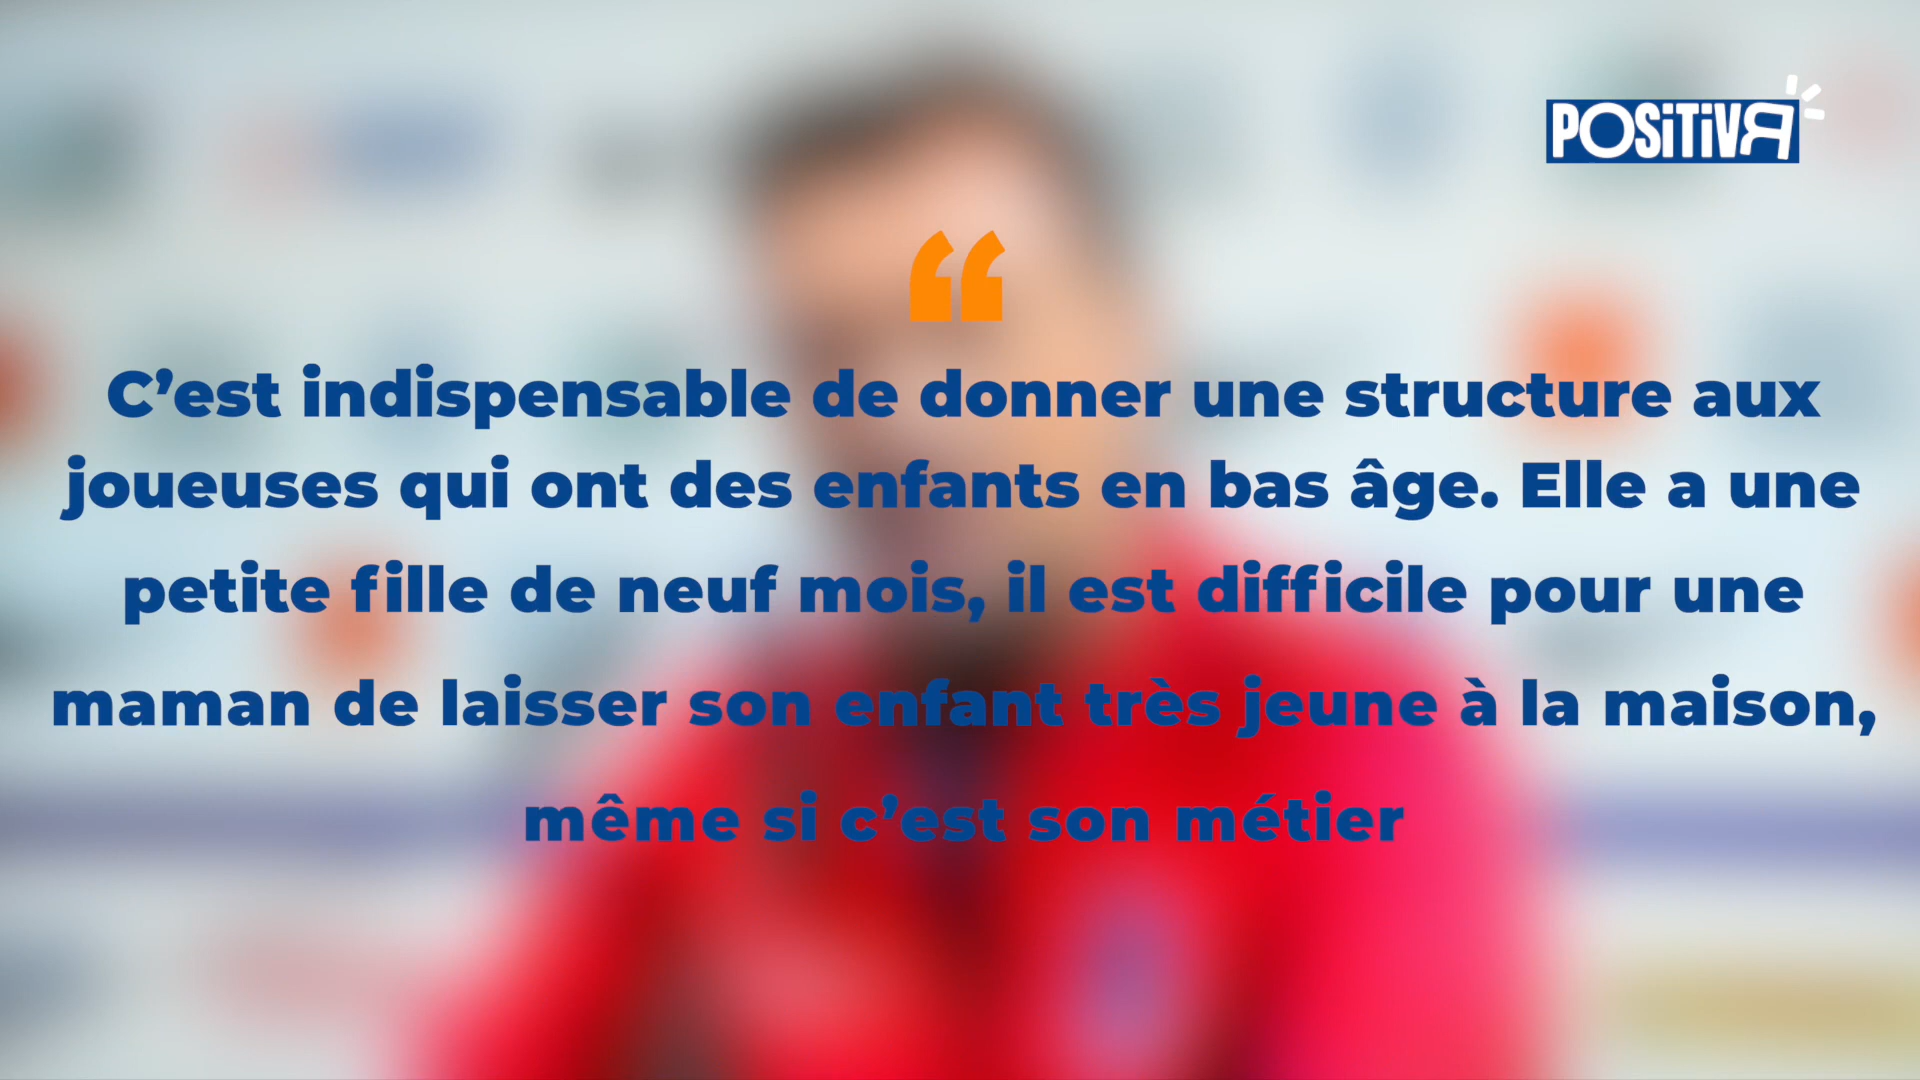 POSiTiVR
“
C’est indispensable de donner une structure aux
joueuses qui ont des enfants en bas âge. Elle a une
petite fille de neuf mois, il est difficile pour une
maman de laisser son enfant très jeune à la maison,
même si c’est son métier